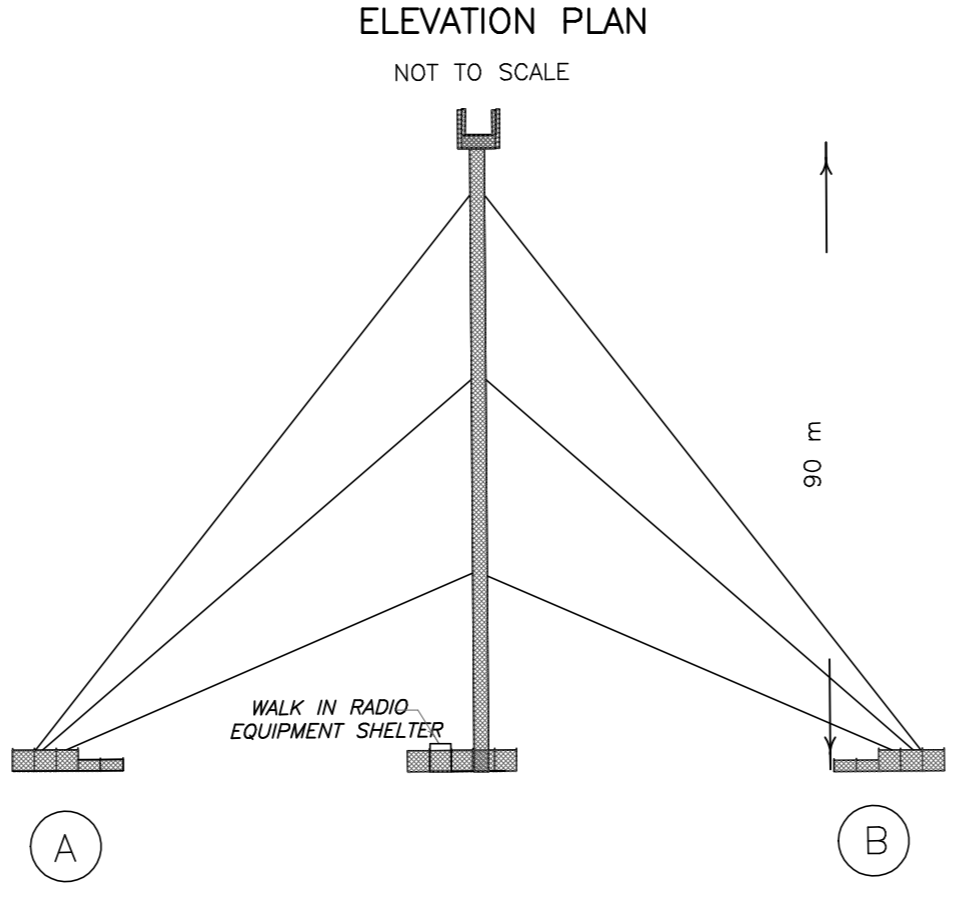 ELEVATION PLAN
NOT TO SCALE
90 m
WALK IN RADIO
EQUIPMENT SHELTER
A
B